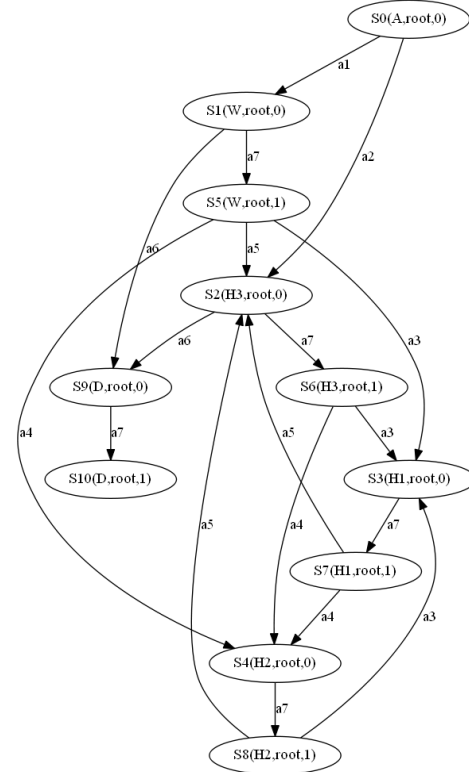 S0(A,root,0)
a1
S1(W,root,0)
a7
a2
S5(W,root,1)
a6
a5
S2(H3,root,0)
a6
a7
a3
S9(D,root,0)
S6(H3,root,1)
a4
a7
a5
a3
S10(D,root,1)
S3(H1,root,0)
a5
a4
a7
S7(H1,root,1)
a4
a3
S4(H2,root,0)
a7
S8(H2,root,1)